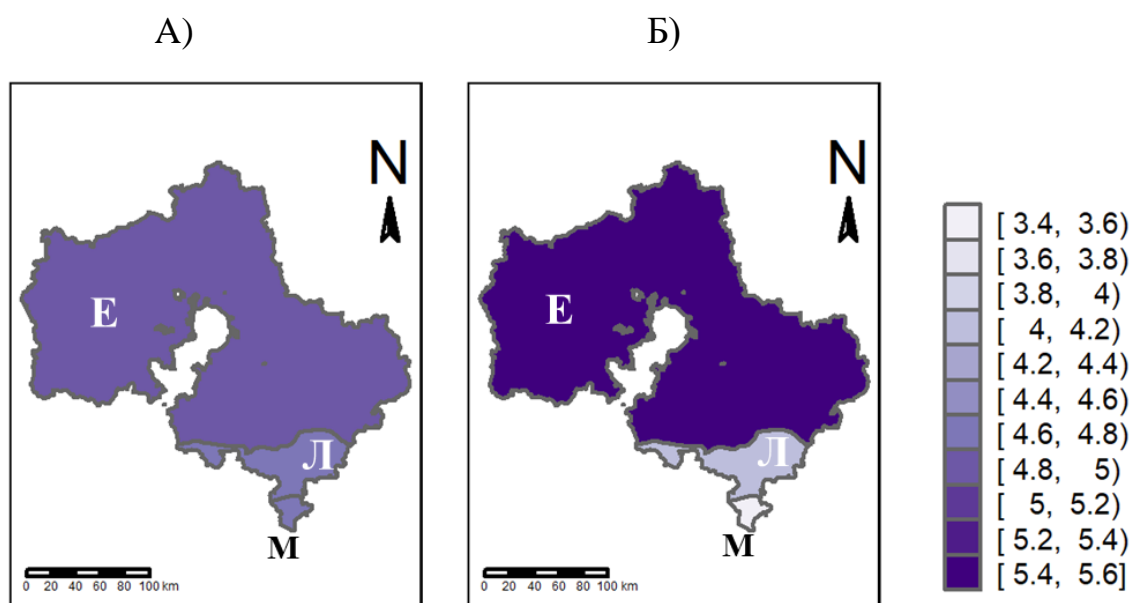 А) Б)
N N
Е Е
Л Л
М М
0 20 40 60 80 100 km 0 20 40 60 80 100 km
[ 3.4, 3.6)
[ 3.6, 3.8)
[ 3.8, 4)
[ 4, 4.2)
[ 4.2, 4.4)
[ 4.4, 4.6)
[ 4.6, 4.8)
[ 4.8, 5)
[ 5, 5.2)
[ 5.2, 5.4)
[ 5.4, 5.6]